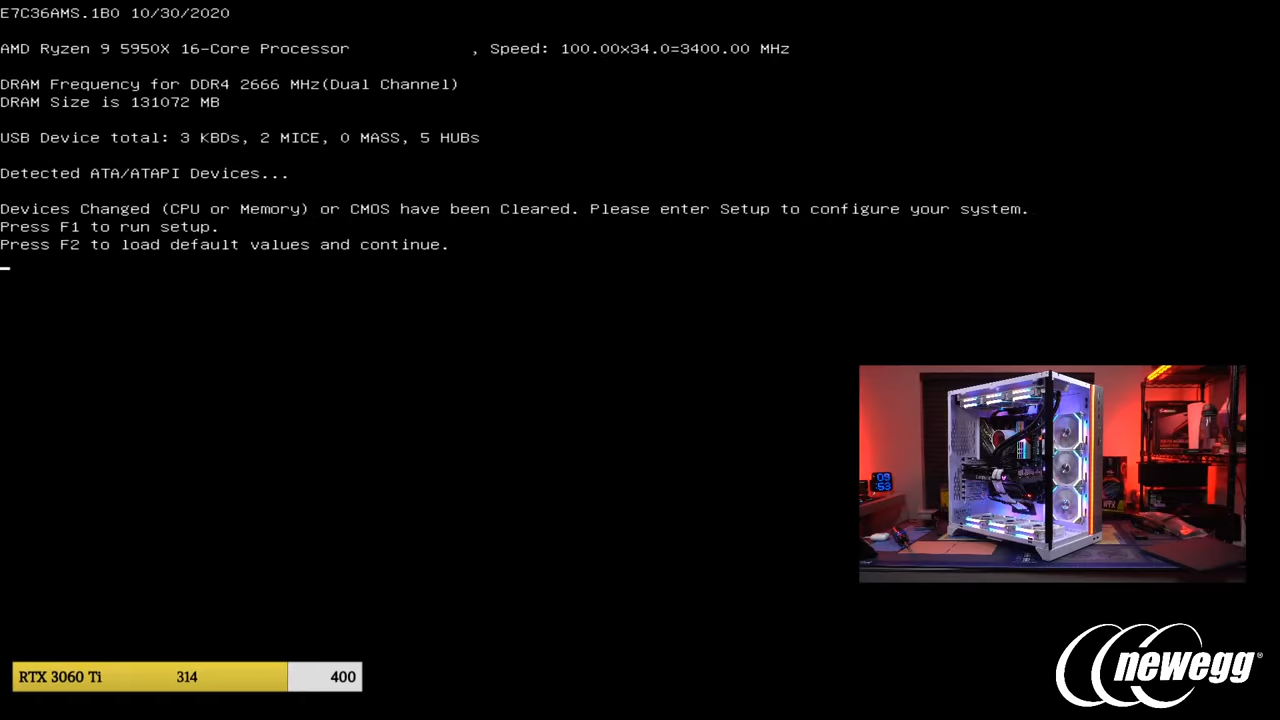 E7C36AMS.1B0 10/30/2020
AMD Ryzen 9 5950X 16-Core Processor , Speed: 100.00x34.0=3400.00 MHz
DRAM Frequency for DDR4 2666 MHz(Dual Channel)
DRAM Size is 131072 MB
USB Device total: 3 KBDs, 2 MICE, 0 MASS, 5 HUBs
Detected ATA/ATAPI Devices...
Devices Changed (CPU or Memory) or CMOS have been Cleared. Please enter Setup to configure your system.
Press F1 to run setup.
Press F2 to load default values and continue.
09
53
RTX 3060 Ti 314 400
newegg®